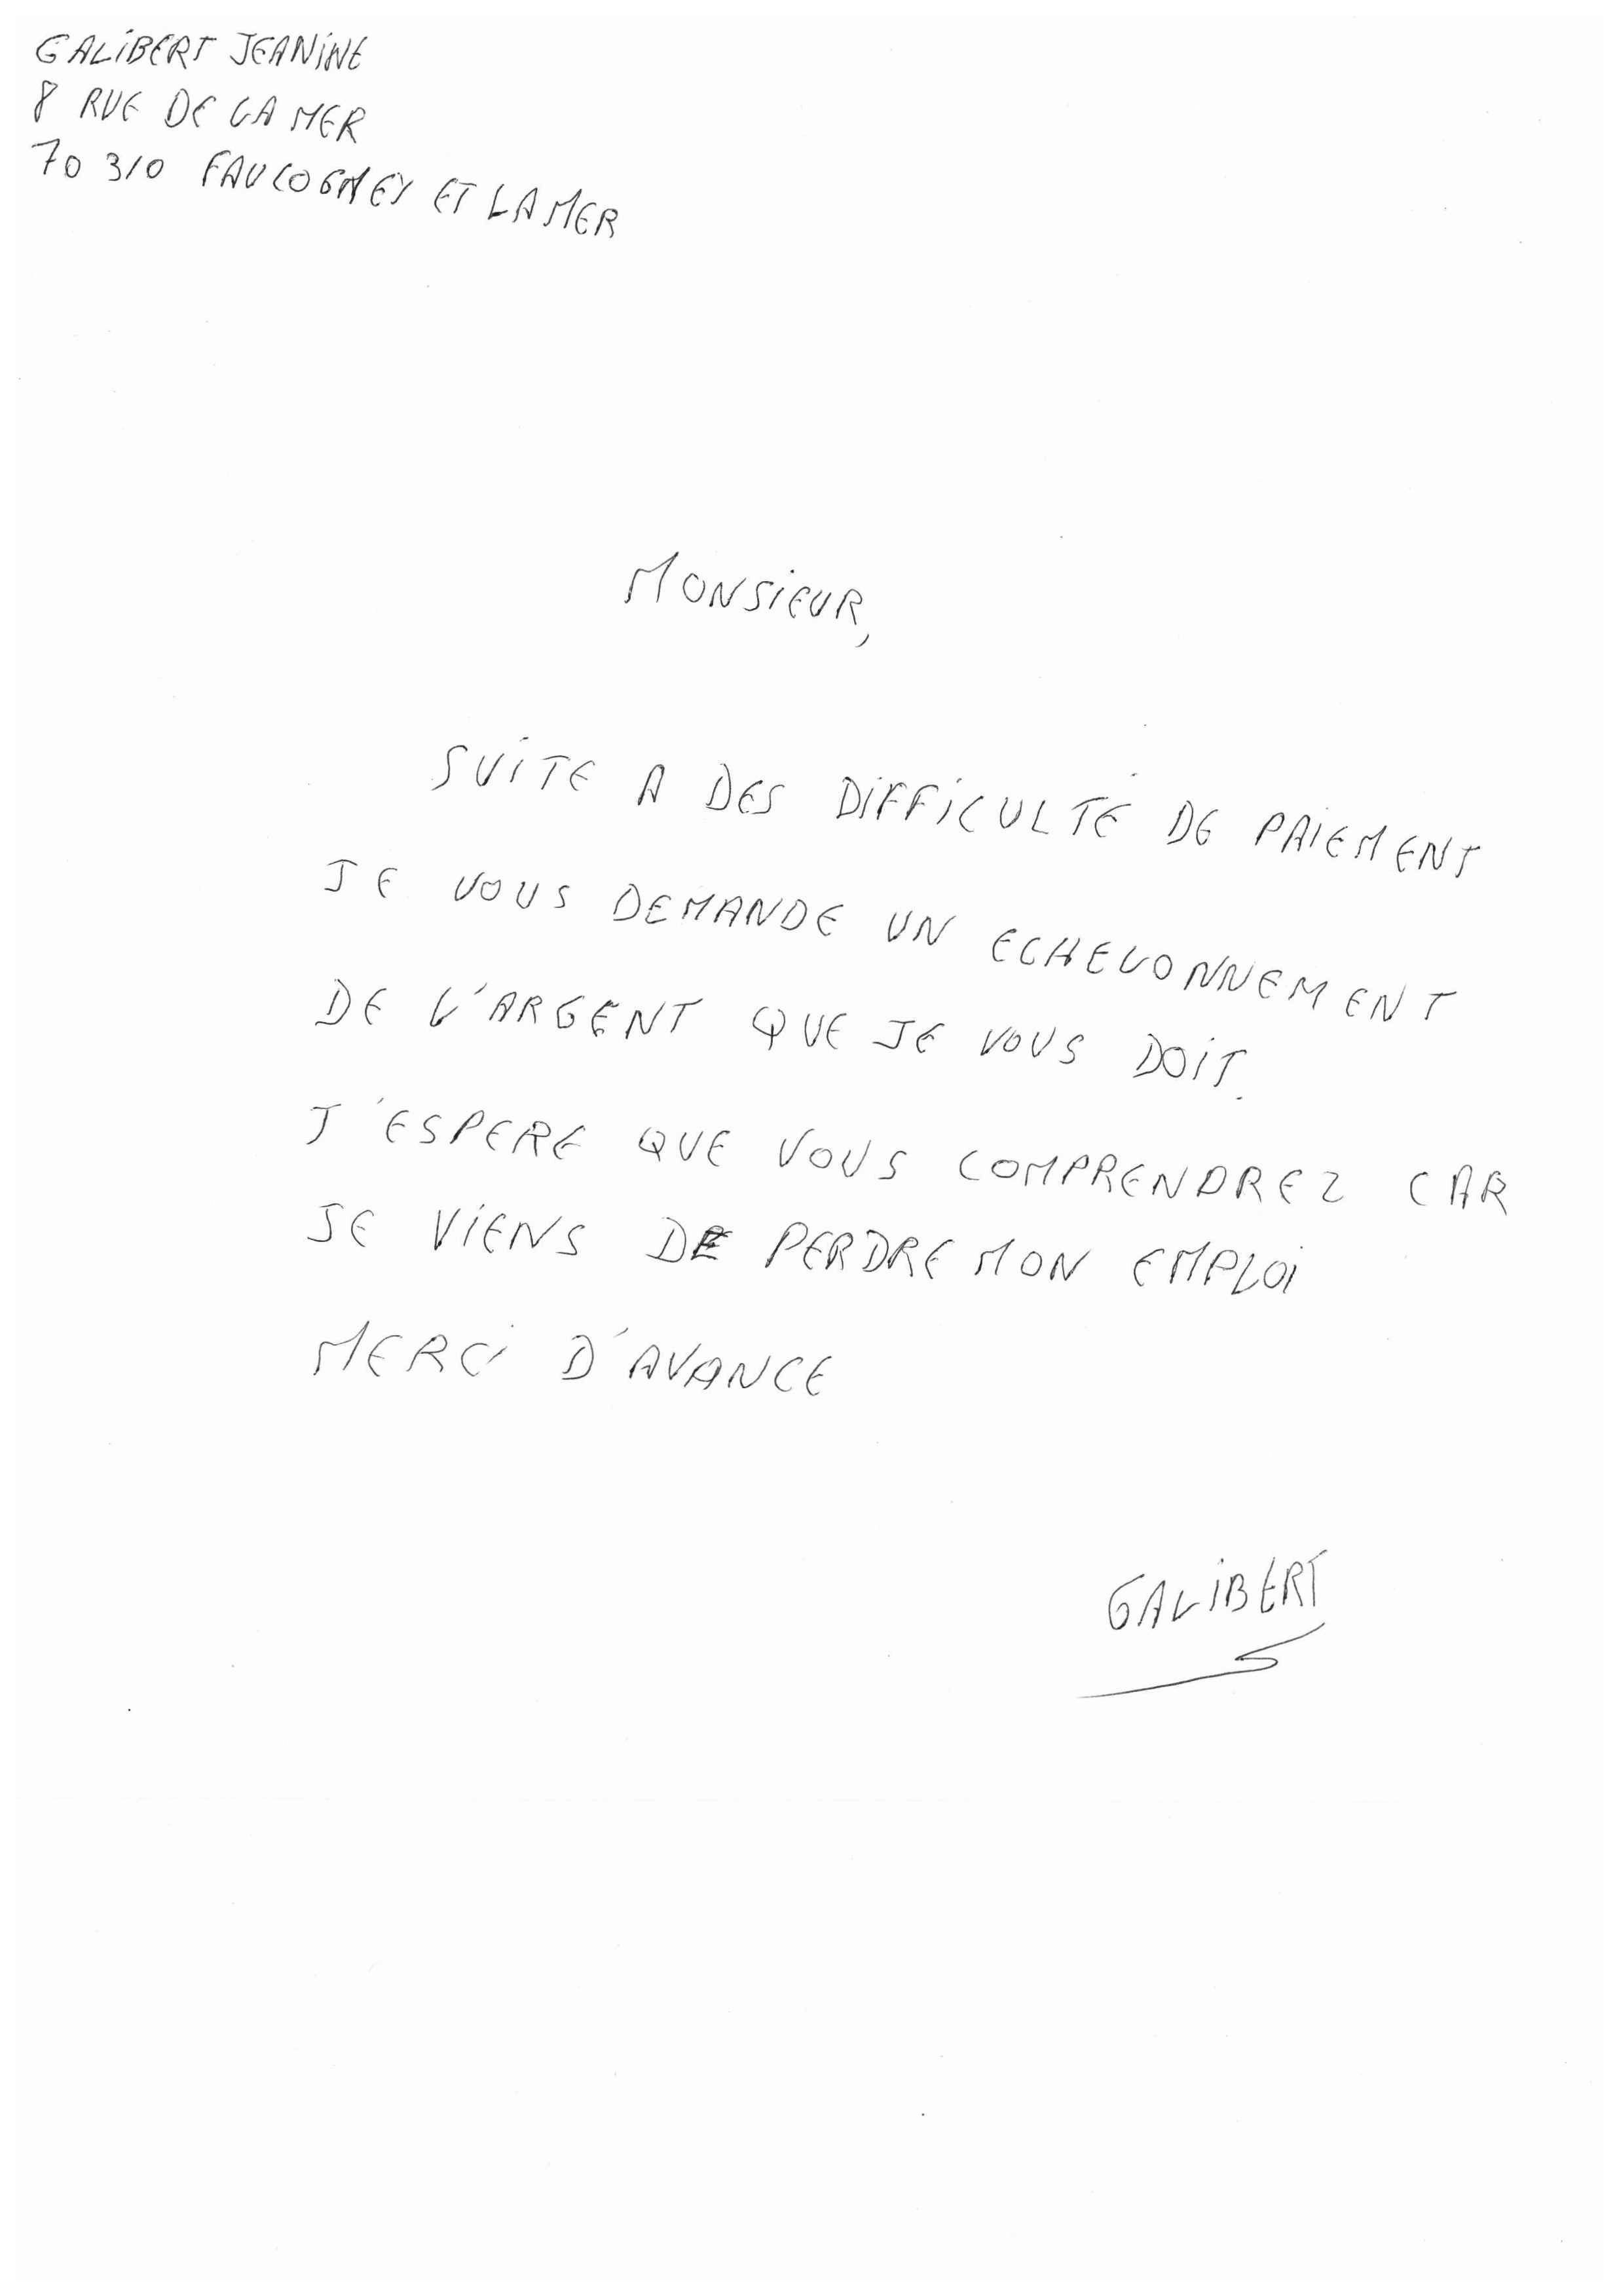 GALIBERT JEANINE
8 RUE DE LA MER
70 310 FAUCOGNEY ET LA MER
MONSIEUR,
SUITE A DES DIFFICULTÉ DE PAIEMENT
JE VOUS DEMANDE UN ECHELONNEMENT
DE L'ARGENT QUE JE VOUS DOIT.
J'ESPERE QUE VOUS COMPRENDREZ CAR
JE VIENS DE PERDRE MON EMPLOI
MERCI D'AVANCE
GALIBERT